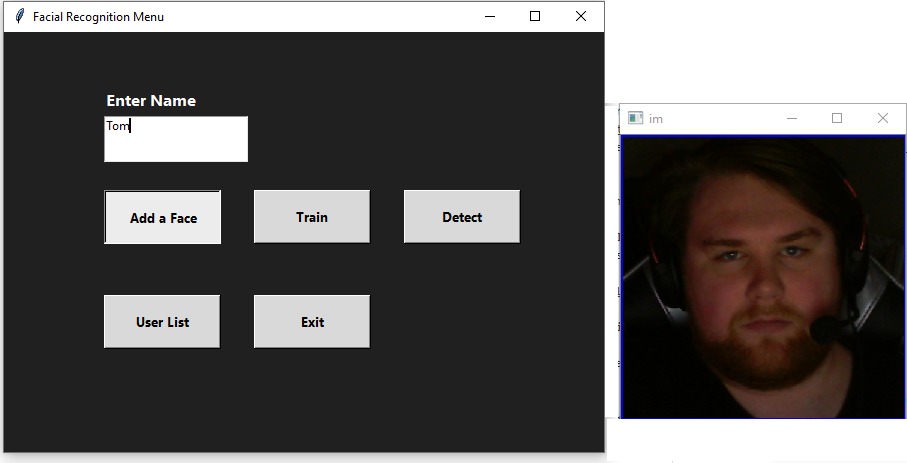 Facial Recognition Menu
im
Enter Name
Tom
Add a Face
Train
Detect
User List
Exit